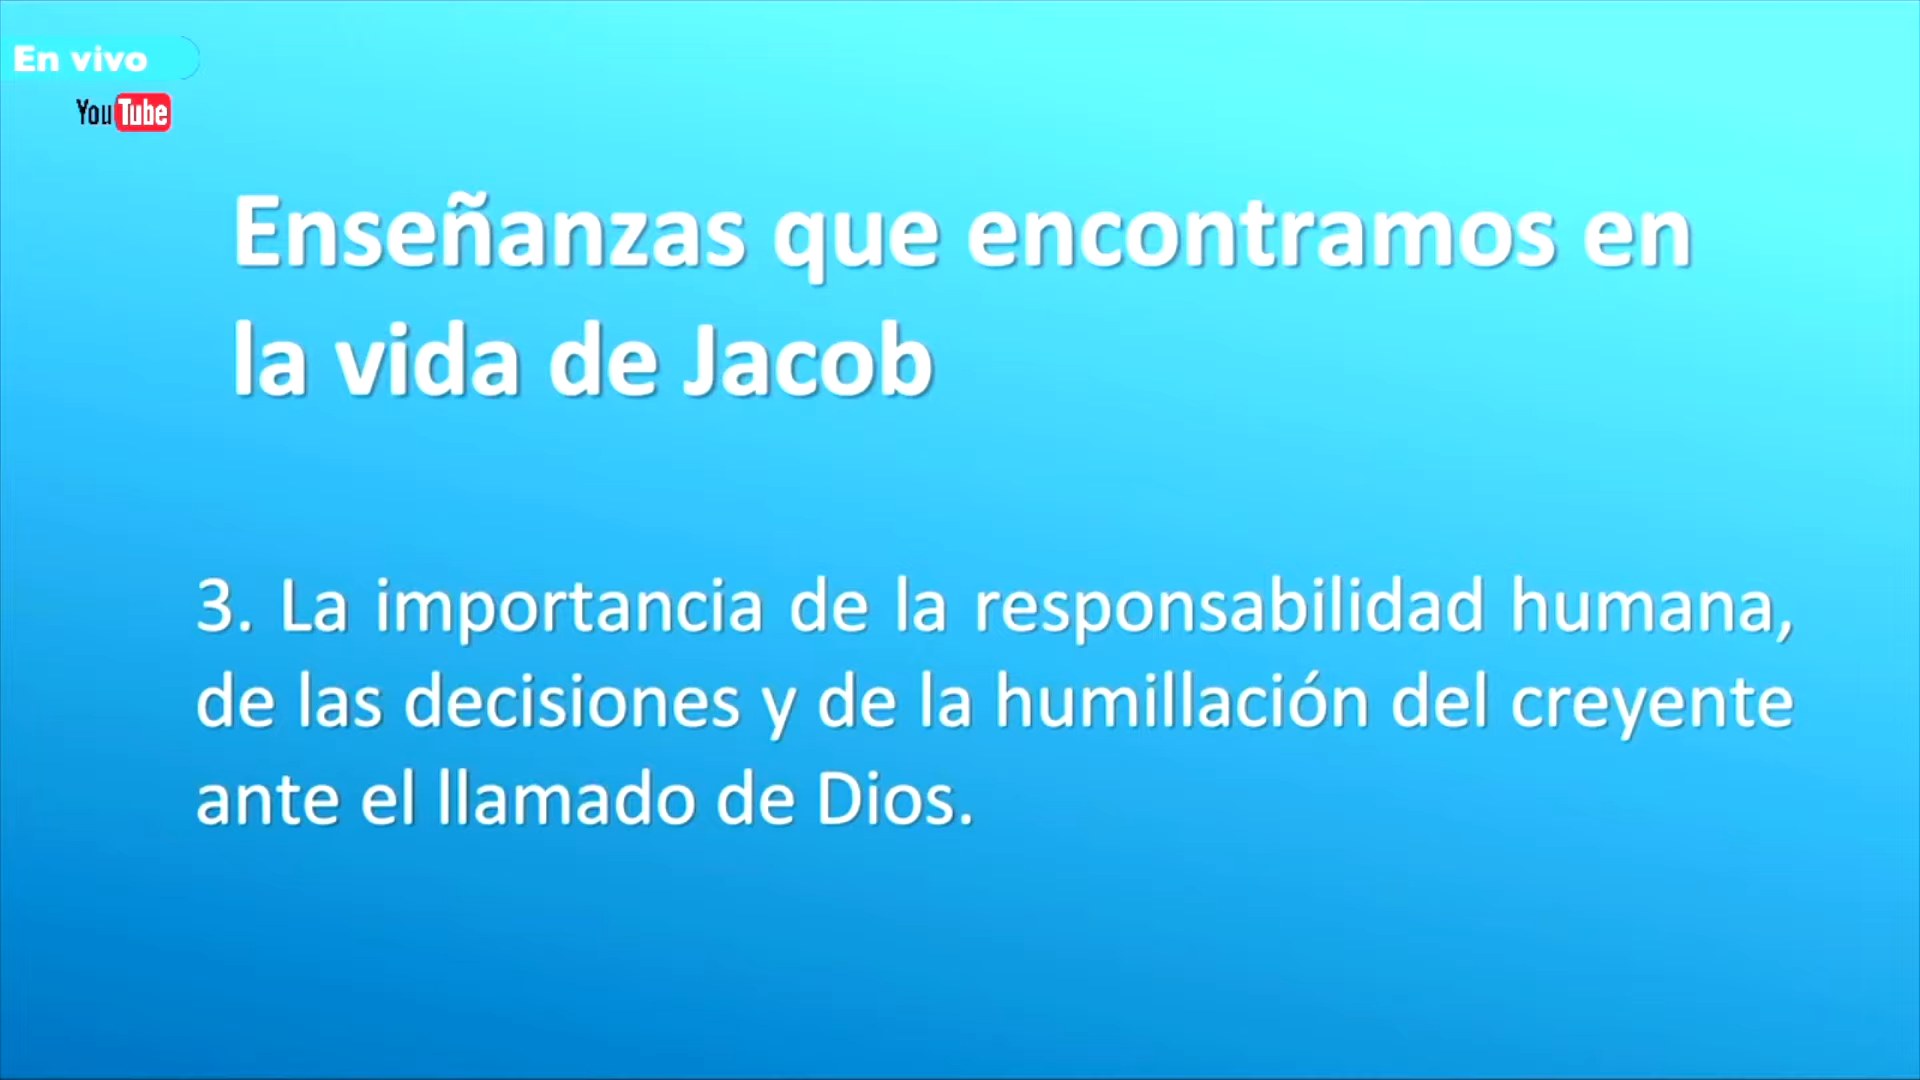 En vivo
YouTube
Enseñanzas que encontramos en
la vida de Jacob
3. La importancia de la responsabilidad humana,
de las decisiones y de la humillación del creyente
ante el llamado de Dios.